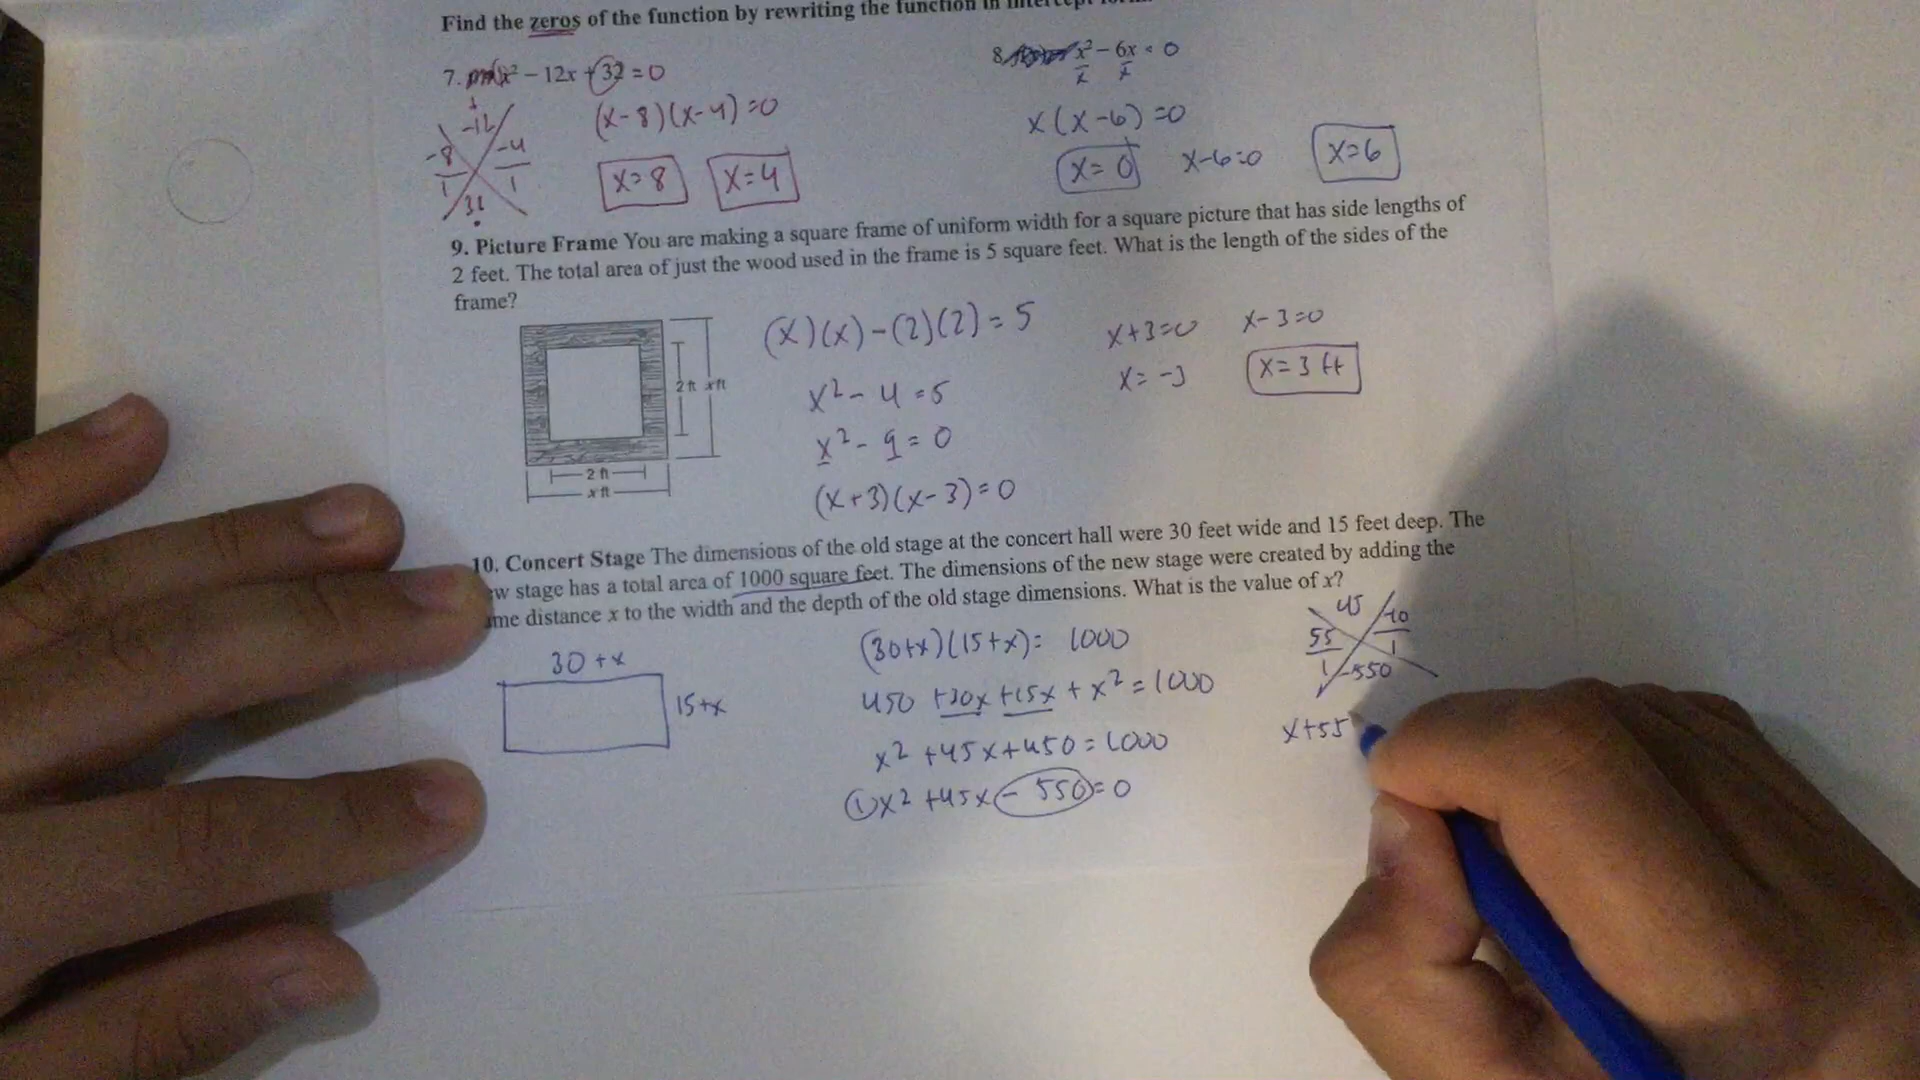 Find the zeros of the function by rewriting the function in intercept form
7. x² − 12x + 32 = 0
-12
-8 -4
1 1
32
(x-8)(x-4)=0
x=8 x=4
8. x² − 6x = 0
x x
x(x-6)=0
x=0 x-6=0 x=6
9. Picture Frame You are making a square frame of uniform width for a square picture that has side lengths of
2 feet. The total area of just the wood used in the frame is 5 square feet. What is the length of the sides of the
frame?
2 ft x ft
2 ft
x ft
(x)(x)-(2)(2)=5
x²-4=5
x²-9=0
(x+3)(x-3)=0
x+3=0 x-3=0
x=-3 x=3 ft
10. Concert Stage The dimensions of the old stage at the concert hall were 30 feet wide and 15 feet deep. The
w stage has a total area of 1000 square feet. The dimensions of the new stage were created by adding the
me distance x to the width and the depth of the old stage dimensions. What is the value of x?
30+x
15+x
(30+x)(15+x)= 1000
450 +30x +15x + x² = 1000
x² +45x+450 = 1000
1x² +45x - 550 = 0
45
55 -10
1 1
-550
x+55